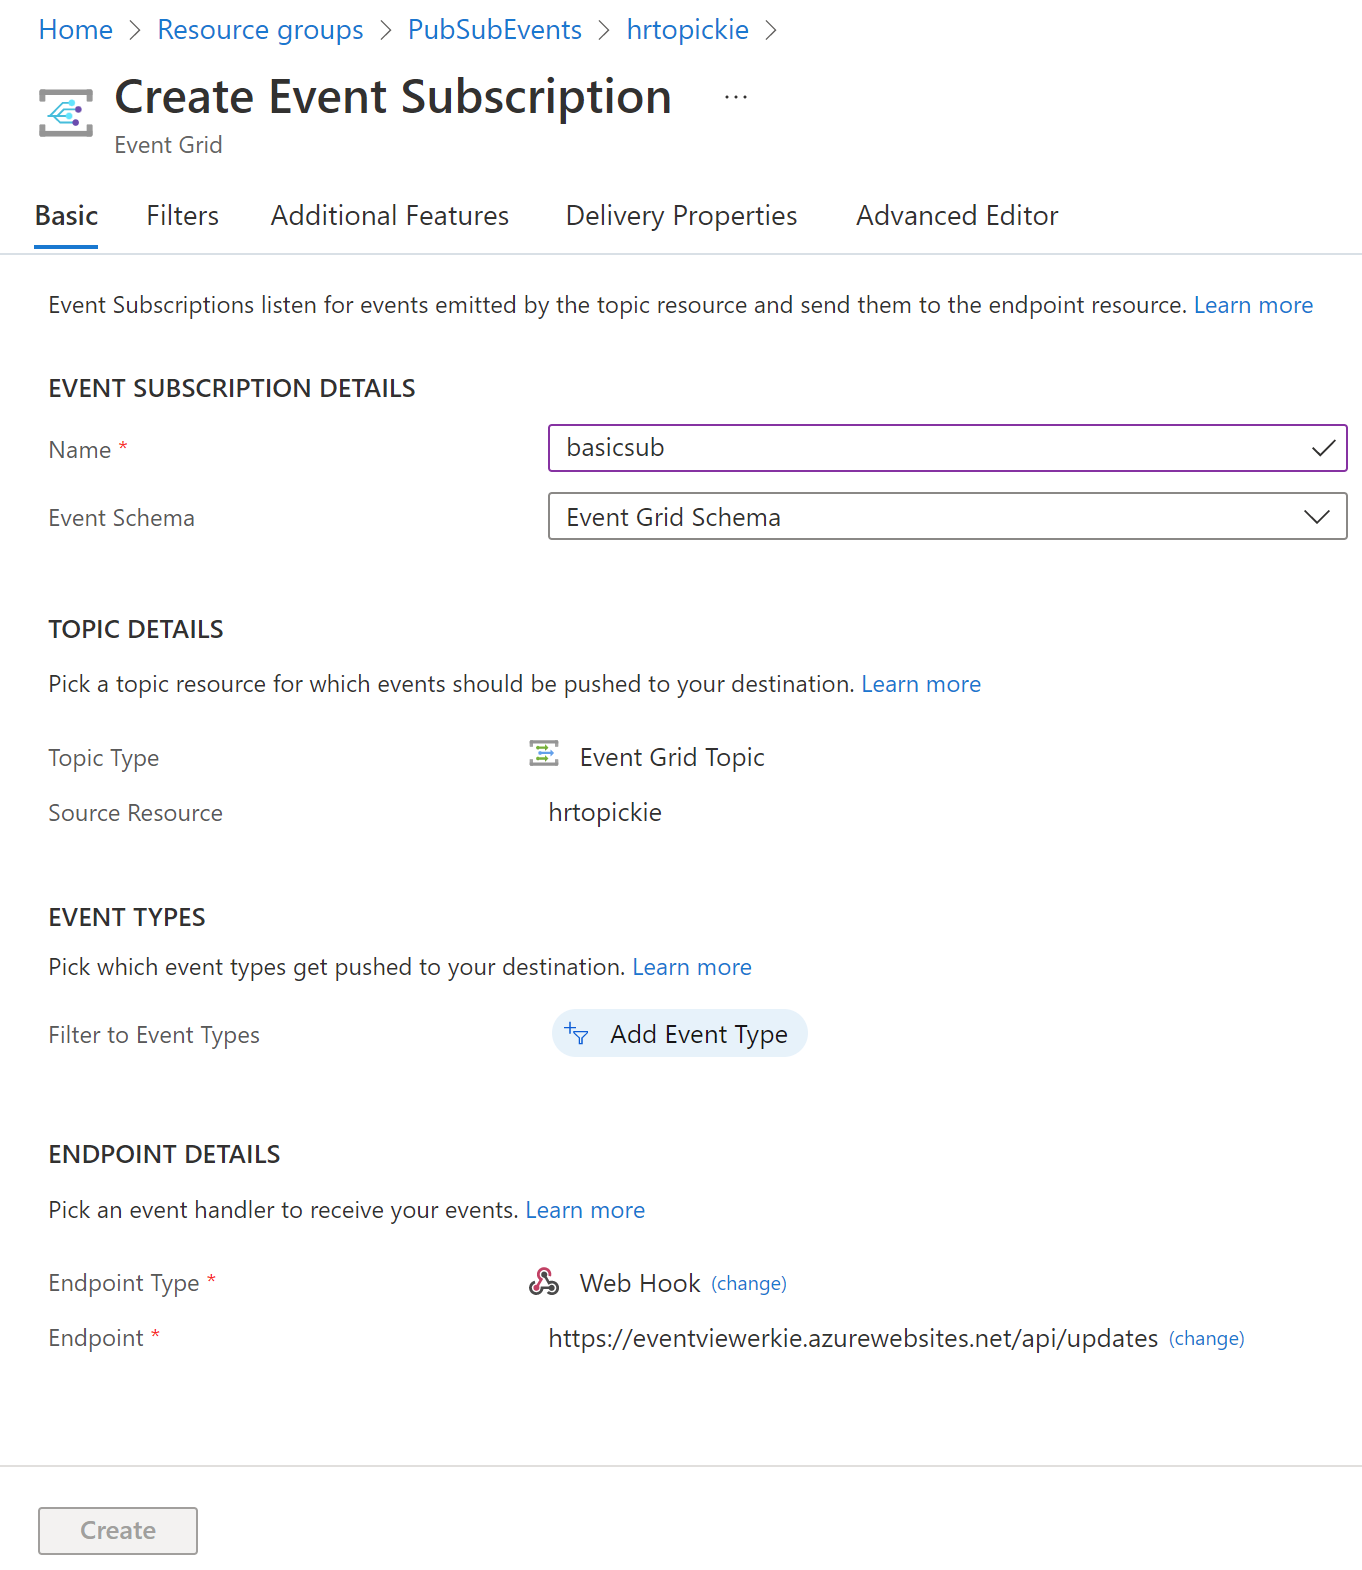 Home > Resource groups > PubSubEvents > hrtopickie >
Create Event Subscription ...
Event Grid
Basic Filters Additional Features Delivery Properties Advanced Editor
Event Subscriptions listen for events emitted by the topic resource and send them to the endpoint resource. Learn more
EVENT SUBSCRIPTION DETAILS
Name * basicsub
Event Schema Event Grid Schema
TOPIC DETAILS
Pick a topic resource for which events should be pushed to your destination. Learn more
Topic Type Event Grid Topic
Source Resource hrtopickie
EVENT TYPES
Pick which event types get pushed to your destination. Learn more
Filter to Event Types Add Event Type
ENDPOINT DETAILS
Pick an event handler to receive your events. Learn more
Endpoint Type * Web Hook (change)
Endpoint * https://eventviewerkie.azurewebsites.net/api/updates (change)
Create